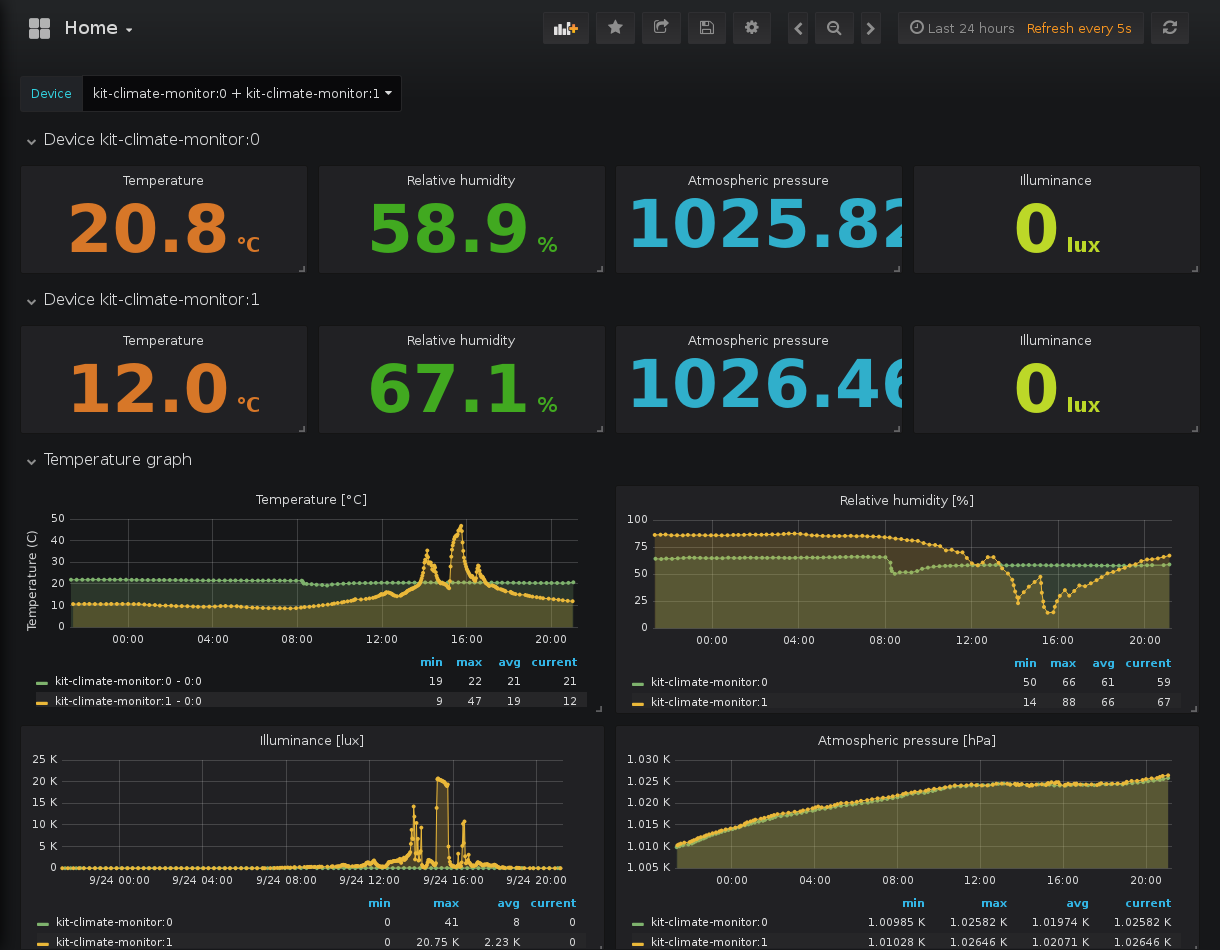 Home
Last 24 hours Refresh every 5s
Device kit-climate-monitor:0 + kit-climate-monitor:1
Device kit-climate-monitor:0
Temperature Relative humidity Atmospheric pressure Illuminance
20.8 °C 58.9 % 1025.82 0 lux
Device kit-climate-monitor:1
Temperature Relative humidity Atmospheric pressure Illuminance
12.0 °C 67.1 % 1026.46 0 lux
Temperature graph
Temperature [°C]
Temperature (C)
50
40
30
20
10
0
00:00 04:00 08:00 12:00 16:00 20:00
min max avg current
kit-climate-monitor:0 - 0:0 19 22 21 21
kit-climate-monitor:1 - 0:0 9 47 19 12
Relative humidity [%]
100
75
50
25
0
00:00 04:00 08:00 12:00 16:00 20:00
min max avg current
kit-climate-monitor:0 50 66 61 59
kit-climate-monitor:1 14 88 66 67
Illuminance [lux]
25 K
20 K
15 K
10 K
5 K
0
9/24 00:00 9/24 04:00 9/24 08:00 9/24 12:00 9/24 16:00 9/24 20:00
min max avg current
kit-climate-monitor:0 0 41 8 0
kit-climate-monitor:1 0 20.75 K 2.23 K 0
Atmospheric pressure [hPa]
1.030 K
1.025 K
1.020 K
1.015 K
1.010 K
1.005 K
00:00 04:00 08:00 12:00 16:00 20:00
min max avg current
kit-climate-monitor:0 1.00985 K 1.02582 K 1.01974 K 1.02582 K
kit-climate-monitor:1 1.01028 K 1.02646 K 1.02071 K 1.02646 K